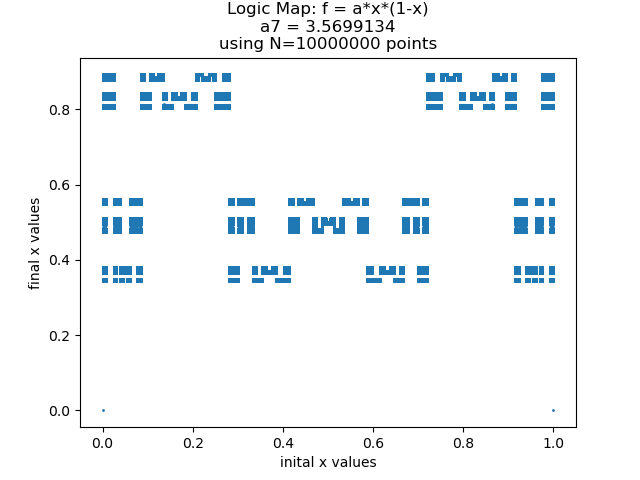 Logic Map: f = a*x*(1-x)
a7 = 3.5699134
using N=10000000 points
0.8
0.6
0.4
0.2
0.0
final x values
0.0 0.2 0.4 0.6 0.8 1.0
inital x values